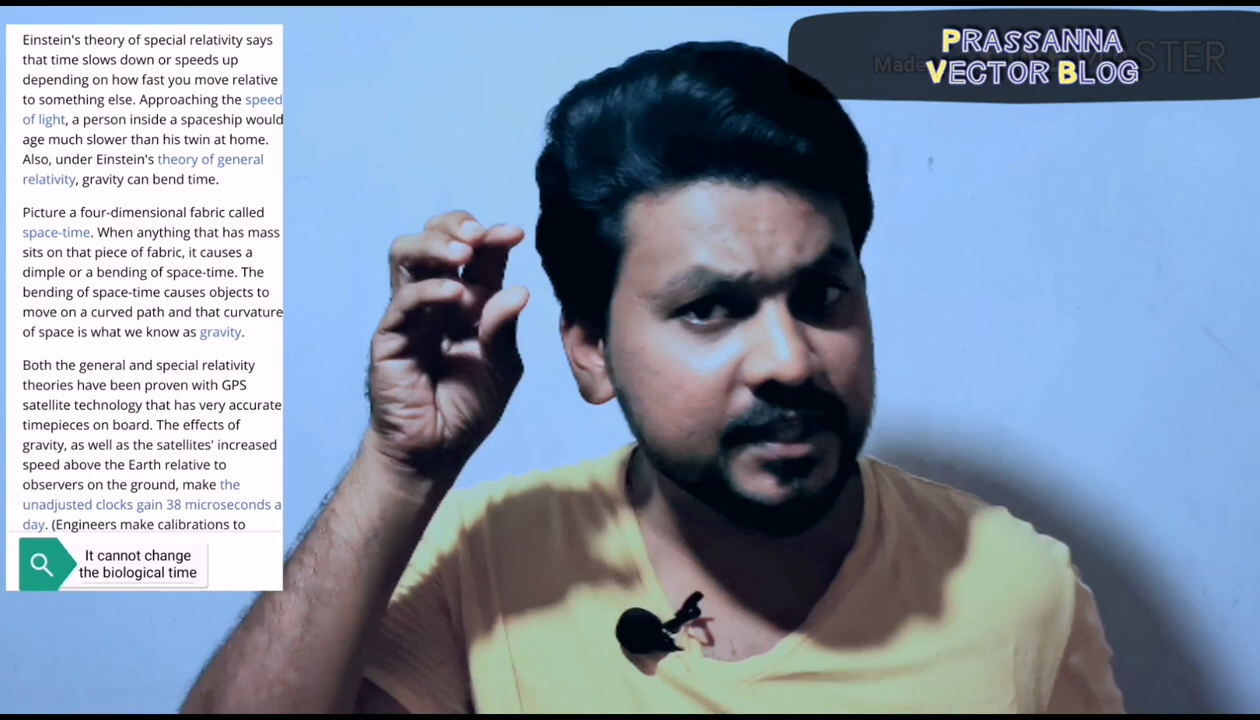 Einstein's theory of special relativity says
that time slows down or speeds up
depending on how fast you move relative
to something else. Approaching the speed
of light, a person inside a spaceship would
age much slower than his twin at home.
Also, under Einstein's theory of general
relativity, gravity can bend time.
Picture a four-dimensional fabric called
space-time. When anything that has mass
sits on that piece of fabric, it causes a
dimple or a bending of space-time. The
bending of space-time causes objects to
move on a curved path and that curvature
of space is what we know as gravity.
Both the general and special relativity
theories have been proven with GPS
satellite technology that has very accurate
timepieces on board. The effects of
gravity, as well as the satellites' increased
speed above the Earth relative to
observers on the ground, make the
unadjusted clocks gain 38 microseconds a
day. (Engineers make calibrations to
It cannot change
the biological time
PRASSANNA
VECTOR BLOG
Made
STER